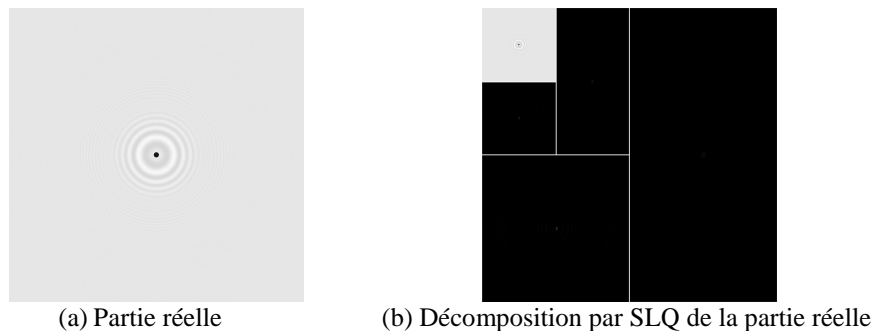 (a) Partie réelle
(b) Décomposition par SLQ de la partie réelle